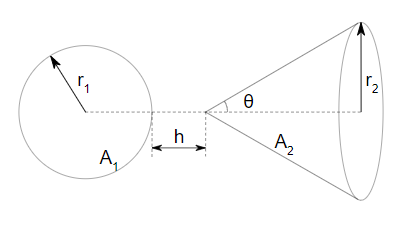 r₁
θ
r₂
h
A₁
A₂